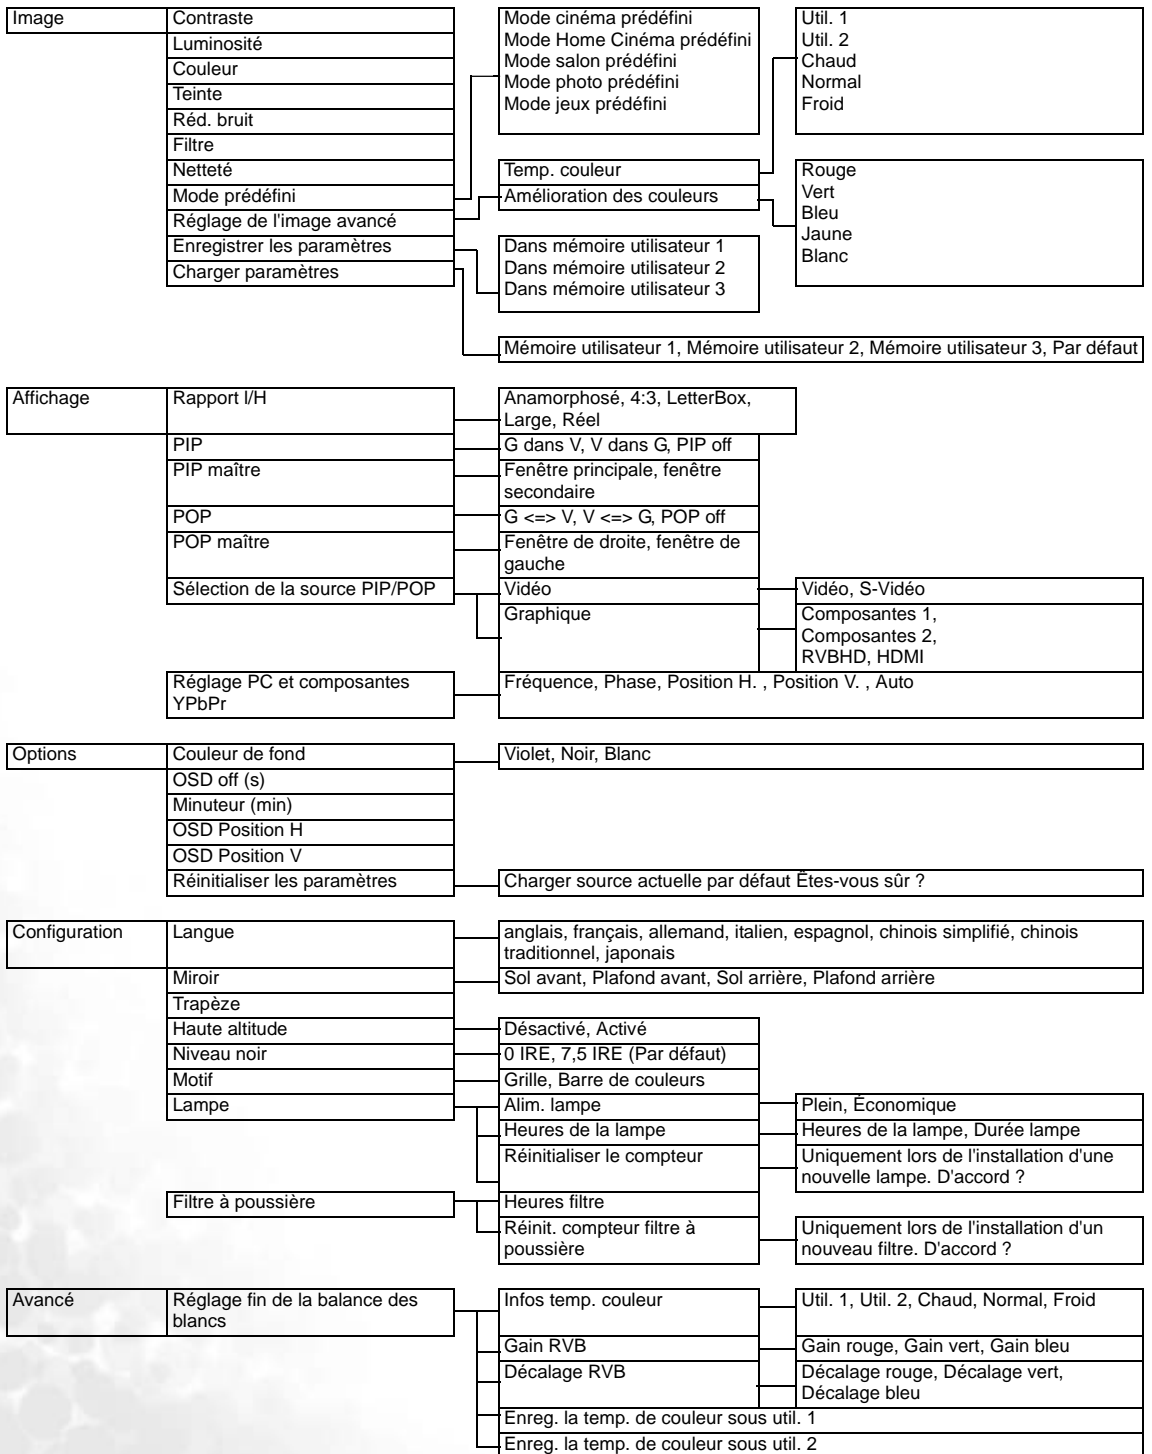 Image
Contraste
Luminosité
Couleur
Teinte
Réd. bruit
Filtre
Netteté
Mode prédéfini
Réglage de l'image avancé
Enregistrer les paramètres
Charger paramètres
Mode cinéma prédéfini
Mode Home Cinéma prédéfini
Mode salon prédéfini
Mode photo prédéfini
Mode jeux prédéfini
Temp. couleur
Amélioration des couleurs
Util. 1
Util. 2
Chaud
Normal
Froid
Rouge
Vert
Bleu
Jaune
Blanc
Dans mémoire utilisateur 1
Dans mémoire utilisateur 2
Dans mémoire utilisateur 3
Mémoire utilisateur 1, Mémoire utilisateur 2, Mémoire utilisateur 3, Par défaut
Affichage
Rapport l/H
Anamorphosé, 4:3, LetterBox,
Large, Réel
PIP
G dans V, V dans G, PIP off
PIP maître
Fenêtre principale, fenêtre
secondaire
POP
G <=> V, V <=> G, POP off
POP maître
Fenêtre de droite, fenêtre de
gauche
Sélection de la source PIP/POP
Vidéo
Vidéo, S-Vidéo
Graphique
Composantes 1,
Composantes 2,
RVBHD, HDMI
Réglage PC et composantes
YPbPr
Fréquence, Phase, Position H. , Position V. , Auto
Options
Couleur de fond
Violet, Noir, Blanc
OSD off (s)
Minuteur (min)
OSD Position H
OSD Position V
Réinitialiser les paramètres
Charger source actuelle par défaut Êtes-vous sûr ?
Configuration
Langue
anglais, français, allemand, italien, espagnol, chinois simplifié, chinois
traditionnel, japonais
Miroir
Sol avant, Plafond avant, Sol arrière, Plafond arrière
Trapèze
Haute altitude
Désactivé, Activé
Niveau noir
0 IRE, 7,5 IRE (Par défaut)
Motif
Grille, Barre de couleurs
Lampe
Alim. lampe
Plein, Économique
Heures de la lampe
Heures de la lampe, Durée lampe
Réinitialiser le compteur
Uniquement lors de l'installation d'une
nouvelle lampe. D'accord ?
Filtre à poussière
Heures filtre
Réinit. compteur filtre à
poussière
Uniquement lors de l'installation d'un
nouveau filtre. D'accord ?
Avancé
Réglage fin de la balance des
blancs
Infos temp. couleur
Util. 1, Util. 2, Chaud, Normal, Froid
Gain RVB
Gain rouge, Gain vert, Gain bleu
Décalage RVB
Décalage rouge, Décalage vert,
Décalage bleu
Enreg. la temp. de couleur sous util. 1
Enreg. la temp. de couleur sous util. 2